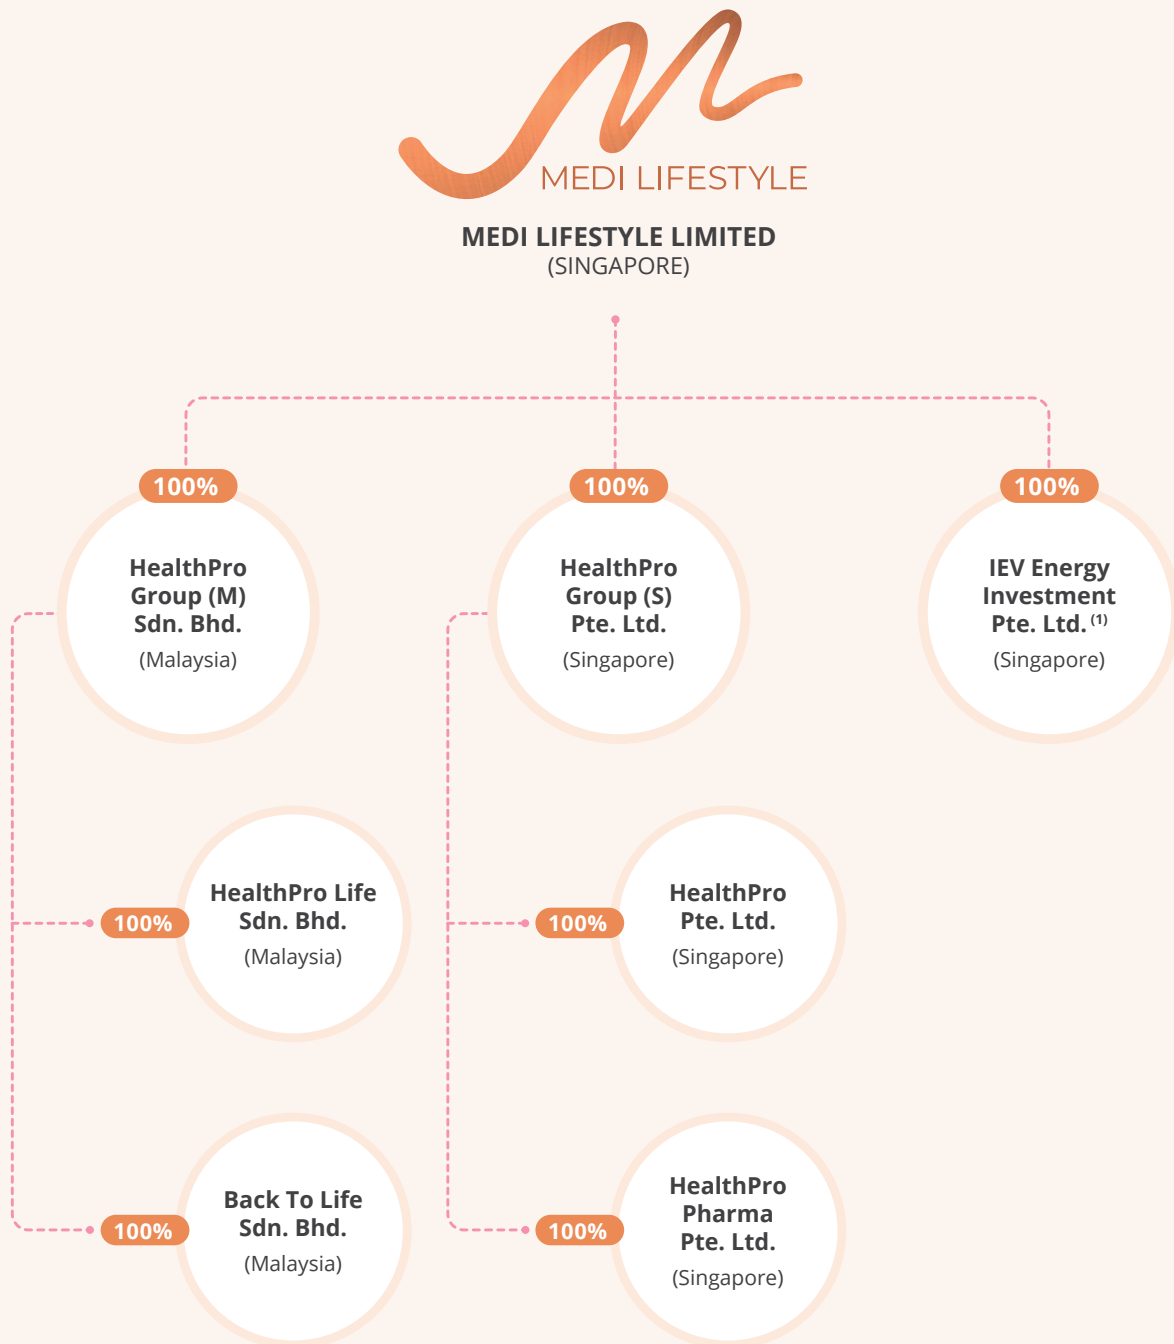 MEDI LIFESTYLE
MEDI LIFESTYLE LIMITED
(SINGAPORE)
100%
HealthPro
Group (M)
Sdn. Bhd.
(Malaysia)
100%
HealthPro
Group (S)
Pte. Ltd.
(Singapore)
100%
IEV Energy
Investment
Pte. Ltd. (1)
(Singapore)
100%
HealthPro Life
Sdn. Bhd.
(Malaysia)
100%
HealthPro
Pte. Ltd.
(Singapore)
100%
Back To Life
Sdn. Bhd.
(Malaysia)
100%
HealthPro
Pharma
Pte. Ltd.
(Singapore)